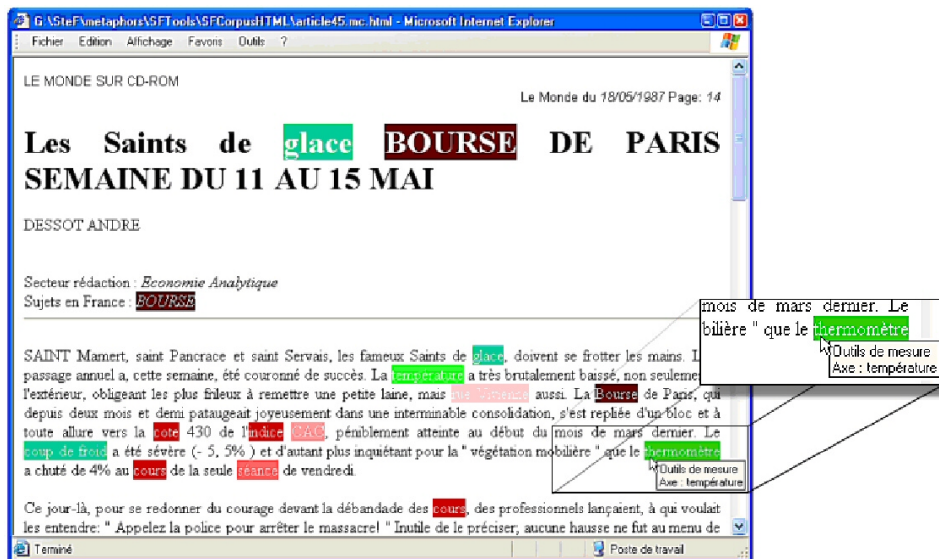 G:\SteF\metaphors\SFTools\SFCorpusHTML\article45.mc.html - Microsoft Internet Explorer
Fichier Edition Affichage Favoris Outils ?
LE MONDE SUR CD-ROM
Le Monde du 18/05/1987 Page: 14
Les Saints de glace BOURSE DE PARIS
SEMAINE DU 11 AU 15 MAI
DESSOT ANDRE
Secteur rédaction : Economie Analytique
Sujets en France : BOURSE
SAINT Mamert, saint Pancrace et saint Servais, les fameux Saints de glace, doivent se frotter les mains. L
passage annuel a, cette semaine, été couronné de succès. La température a très brutalement baissé, non seuleme
l'extérieur, obligeant les plus frileux à remettre une petite laine, mais rue Vivienne aussi. La Bourse de Paris, qui
depuis deux mois et demi pataugeait joyeusement dans une interminable consolidation, s'est repliée d'un bloc et à
toute allure vers la cote 430 de l'indice CAC, péniblement atteinte au début du mois de mars dernier. Le
coup de froid a été sévère (- 5, 5% ) et d'autant plus inquiétant pour la " végétation mobilière " que le thermomètre
a chuté de 4% au cours de la seule séance de vendredi.
Outils de mesure
Axe : température
Ce jour-là, pour se redonner du courage devant la débandade des cours, des professionnels lançaient, à qui voulait
les entendre: " Appelez la police pour arrêter le massacre! " Inutile de le préciser, aucune hausse ne fut au menu de
Terminé
Poste de travail
mois de mars dernier. Le
bilière " que le thermomètre
Outils de mesure
Axe : température